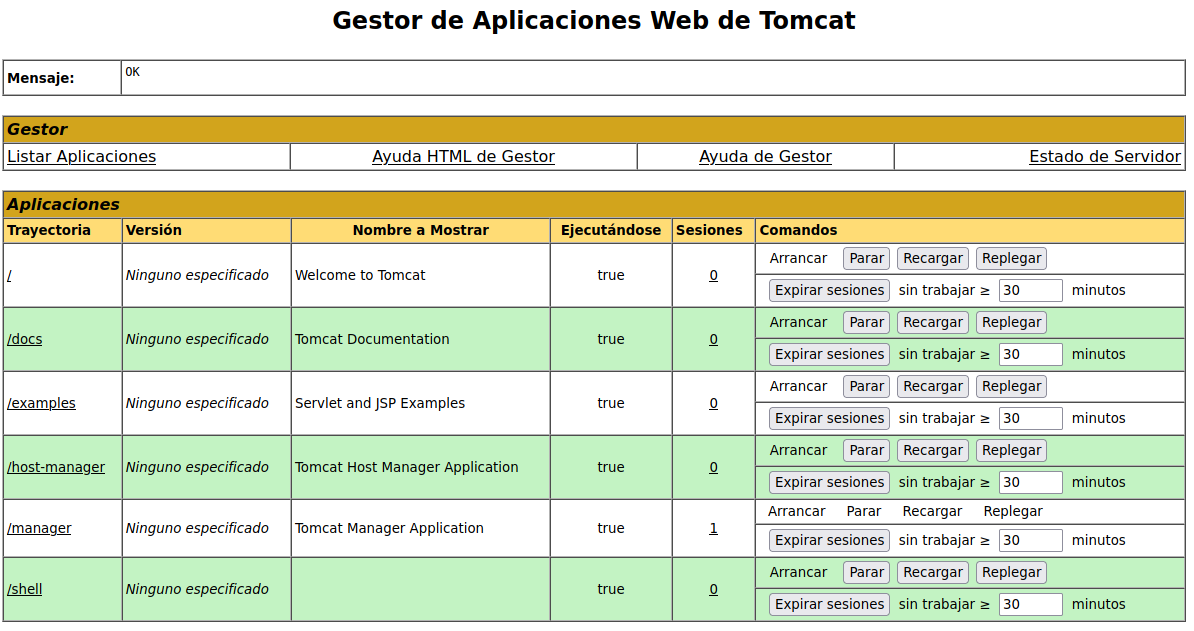 Gestor de Aplicaciones Web de Tomcat
Mensaje: OK
Gestor
Listar Aplicaciones Ayuda HTML de Gestor Ayuda de Gestor Estado de Servidor
Aplicaciones
Trayectoria Versión Nombre a Mostrar Ejecutándose Sesiones Comandos
Arrancar Parar Recargar Replegar
/ Ninguno especificado Welcome to Tomcat true 0
Expirar sesiones sin trabajar ≥ 30 minutos
Arrancar Parar Recargar Replegar
/docs Ninguno especificado Tomcat Documentation true 0
Expirar sesiones sin trabajar ≥ 30 minutos
Arrancar Parar Recargar Replegar
/examples Ninguno especificado Servlet and JSP Examples true 0
Expirar sesiones sin trabajar ≥ 30 minutos
Arrancar Parar Recargar Replegar
/host-manager Ninguno especificado Tomcat Host Manager Application true 0
Expirar sesiones sin trabajar ≥ 30 minutos
Arrancar Parar Recargar Replegar
/manager Ninguno especificado Tomcat Manager Application true 1
Expirar sesiones sin trabajar ≥ 30 minutos
Arrancar Parar Recargar Replegar
/shell Ninguno especificado true 0
Expirar sesiones sin trabajar ≥ 30 minutos